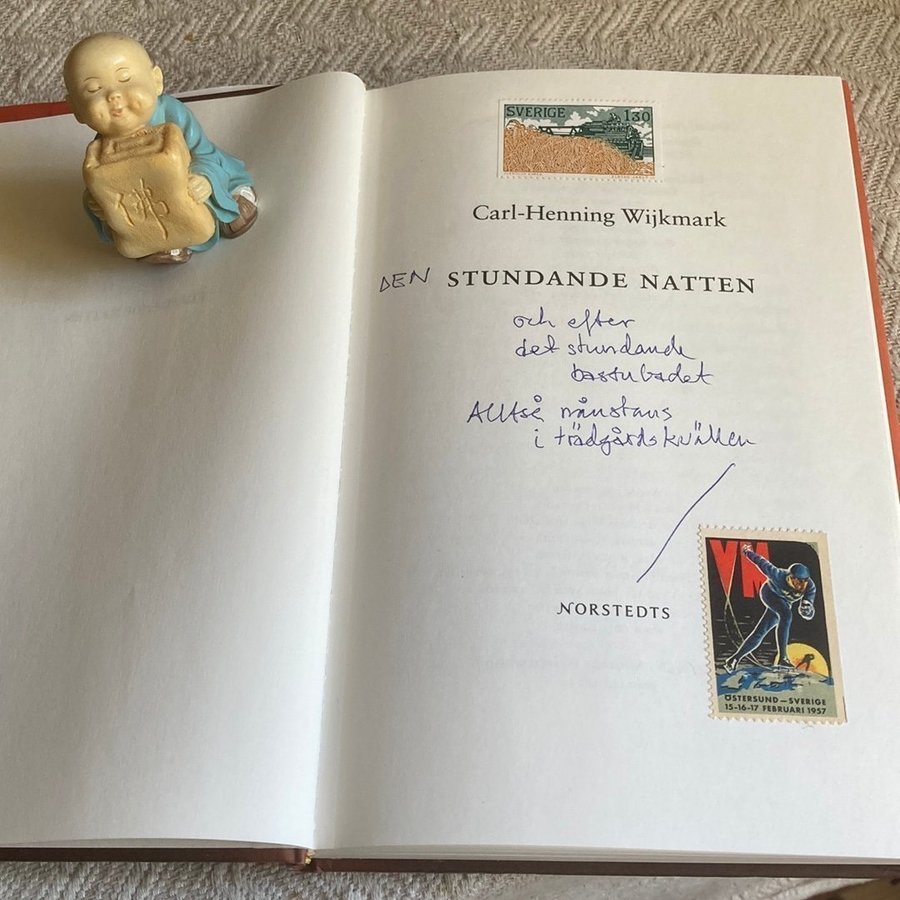 佛
SVERIGE 130
Carl-Henning Wijkmark
DEN STUNDANDE NATTEN
och efter
det stundande
bastubadet
Alltså nånstans
i trädgårdskvällen
NORSTEDTS
VM
ÖSTERSUND – SVERIGE
15-16-17 FEBRUARI 1957